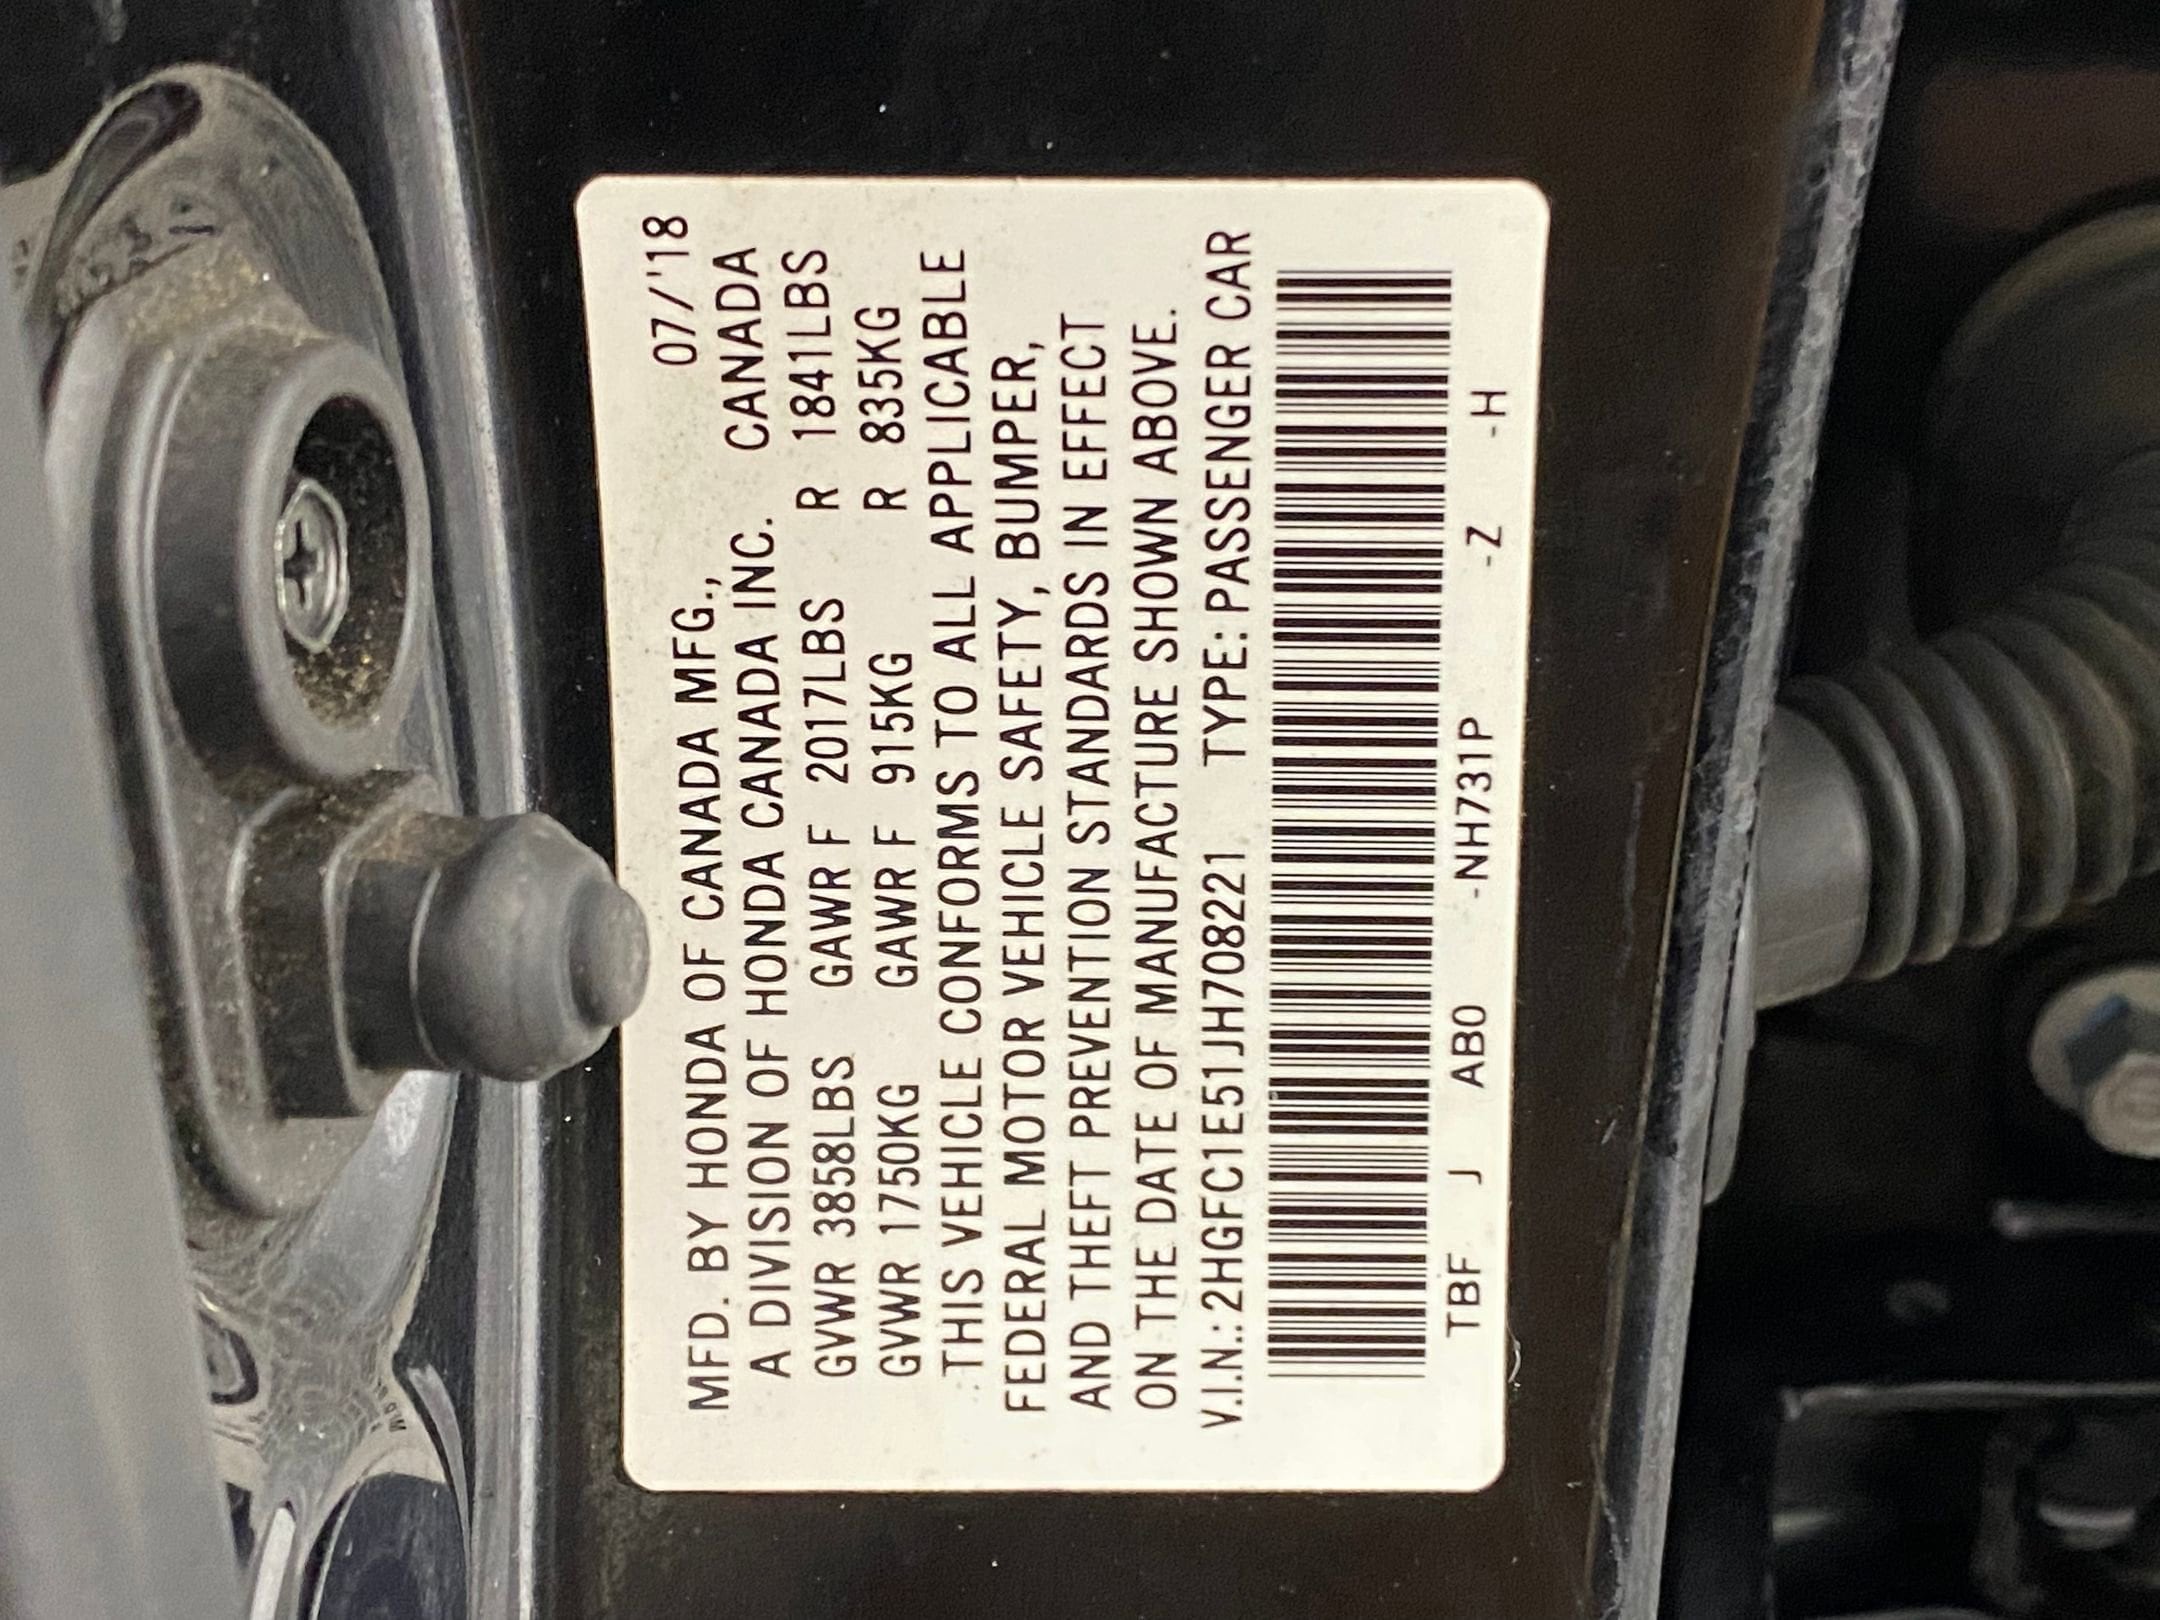 07/'18
MFD. BY HONDA OF CANADA MFG.,
A DIVISION OF HONDA CANADA INC. CANADA
GVWR 3858LBS GAWR F 2017LBS R 1841LBS
GVWR 1750KG GAWR F 915KG R 835KG
THIS VEHICLE CONFORMS TO ALL APPLICABLE
FEDERAL MOTOR VEHICLE SAFETY, BUMPER,
AND THEFT PREVENTION STANDARDS IN EFFECT
ON THE DATE OF MANUFACTURE SHOWN ABOVE.
V.I.N.: 2HGFC1E51JH708221 TYPE: PASSENGER CAR
TBF J AB0 -NH731P -Z -H